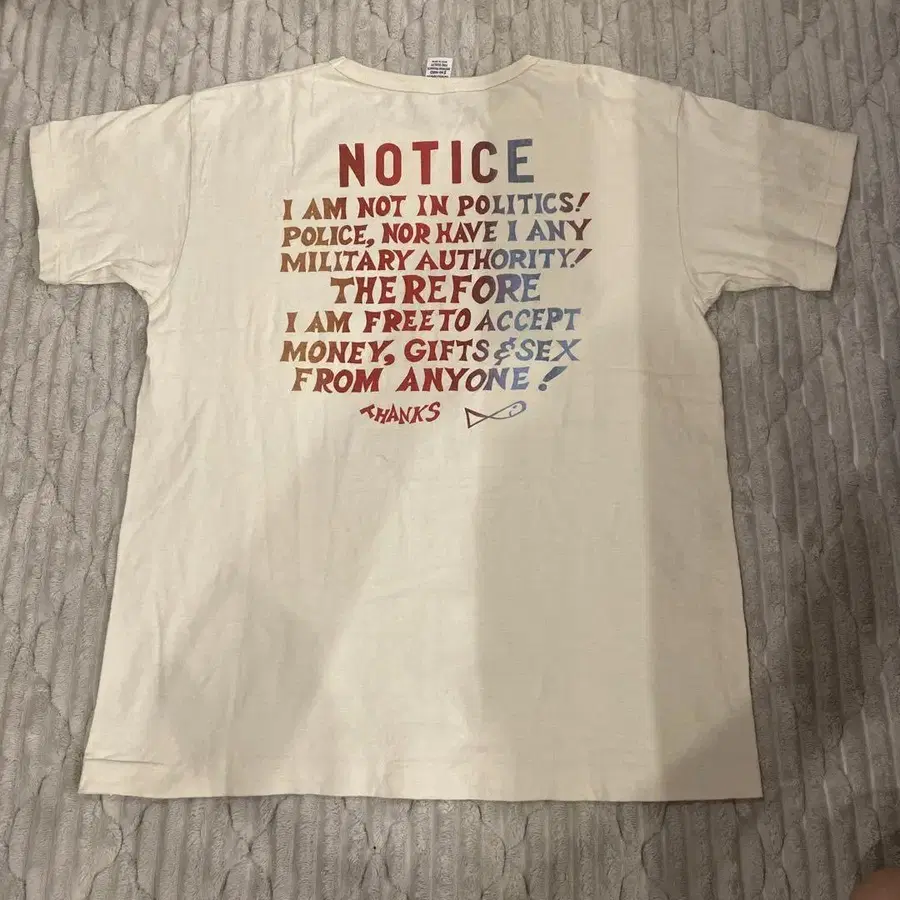 NOTICE
I AM NOT IN POLITICS!
POLICE, NOR HAVE I ANY
MILITARY AUTHORITY!
THEREFORE
I AM FREE TO ACCEPT
MONEY, GIFTS & SEX
FROM ANYONE!
THANKS